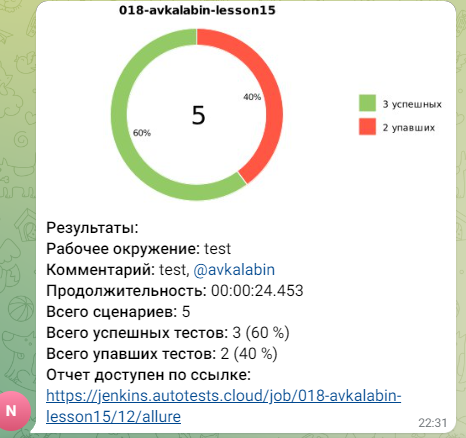 018-avkalabin-lesson15
40%
5
60%
3 успешных
2 упавших
Результаты:
Рабочее окружение: test
Комментарий: test, @avkalabin
Продолжительность: 00:00:24.453
Всего сценариев: 5
Всего успешных тестов: 3 (60 %)
Всего упавших тестов: 2 (40 %)
Отчет доступен по ссылке:
https://jenkins.autotests.cloud/job/018-avkalabin-
lesson15/12/allure
N
22:31